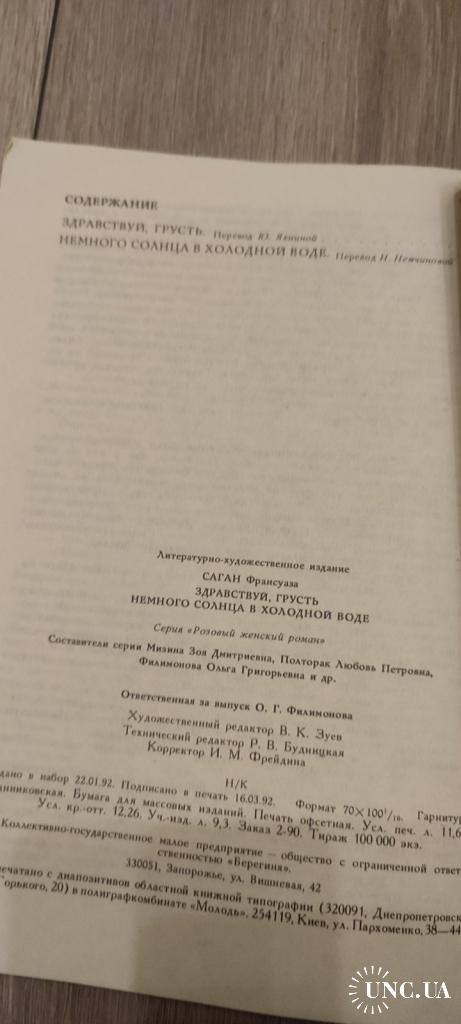 СОДЕРЖАНИЕ
ЗДРАВСТВУЙ, ГРУСТЬ. Перевод Ю. Яхниной
НЕМНОГО СОЛНЦА В ХОЛОДНОЙ ВОДЕ. Перевод Н. Немчиновой
Литературно-художественное издание
САГАН Франсуаза
ЗДРАВСТВУЙ, ГРУСТЬ
НЕМНОГО СОЛНЦА В ХОЛОДНОЙ ВОДЕ
Серия «Розовый женский роман»
Составители серии Мизина Зоя Дмитриевна, Полторак Любовь Петровна,
Филимонова Ольга Григорьевна и др.
Ответственная за выпуск О. Г. Филимонова
Художественный редактор В. К. Зуев
Технический редактор Р. В. Будницкая
Корректор И. М. Фрейдина
Н/К
дано в набор 22.01.92. Подписано в печать 16.03.92. Формат 70×100¹/₁₆. Гарнитур
нниковская. Бумага для массовых изданий. Печать офсетная. Усл. печ. л. 11,6
Усл. кр.-отт. 12,26. Уч.-изд. л. 9,3. Заказ 2-90. Тираж 100 000 экз.
Коллективно-государственное малое предприятие — общество с ограниченной ответ-
ственностью «Берегиня».
330051, Запорожье, ул. Вишневая, 42
ечатано с диапозитивов областной книжной типографии (320091, Днепропетровск
Горького, 20) в полиграфкомбинате «Молодь». 254119, Киев, ул. Пархоменко, 38—44
UNC.UA